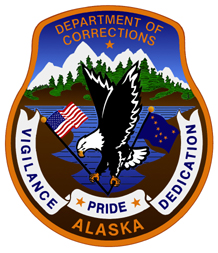 DEPARTMENT OF
CORRECTIONS
VIGILANCE
PRIDE
DEDICATION
ALASKA